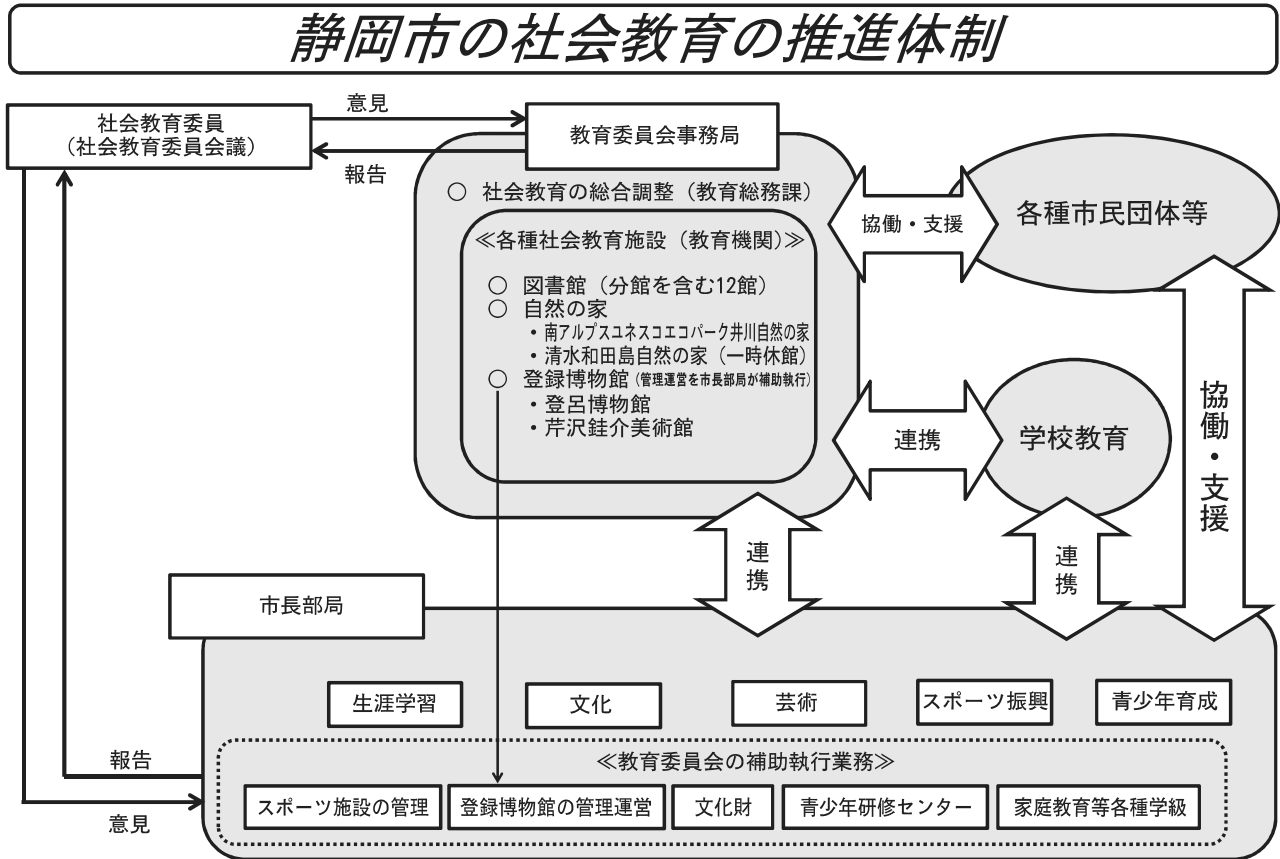 静岡市の社会教育の推進体制
社会教育委員
（社会教育委員会議）
意見
報告
教育委員会事務局
○ 社会教育の総合調整（教育総務課）
≪各種社会教育施設（教育機関）≫
○ 図書館（分館を含む12館）
○ 自然の家
・南アルプスユネスコエコパーク井川自然の家
・清水和田島自然の家（一時休館）
○ 登録博物館（管理運営を市長部局が補助執行）
・登呂博物館
・芹沢銈介美術館
協働・支援
各種市民団体等
連携
学校教育
協働・支援
連携
連携
市長部局
生涯学習
文化
芸術
スポーツ振興
青少年育成
≪教育委員会の補助執行業務≫
スポーツ施設の管理
登録博物館の管理運営
文化財
青少年研修センター
家庭教育等各種学級
報告
意見